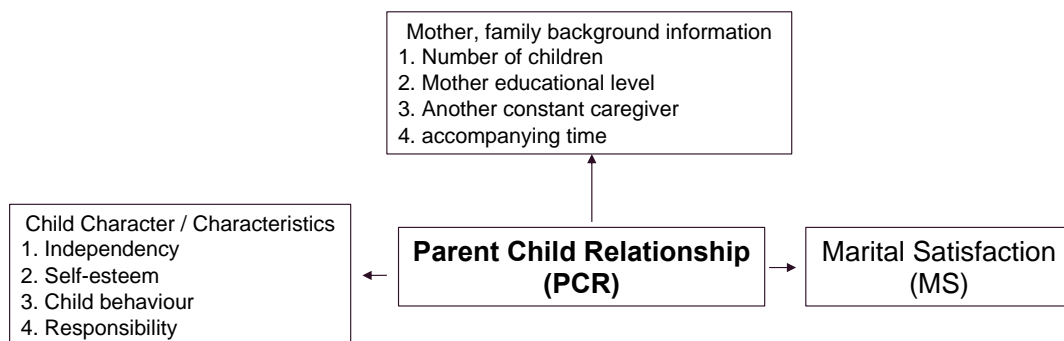 Mother, family background information
1. Number of children
2. Mother educational level
3. Another constant caregiver
4. accompanying time
Child Character / Characteristics
1. Independency
2. Self-esteem
3. Child behaviour
4. Responsibility
Parent Child Relationship
(PCR)
Marital Satisfaction
(MS)